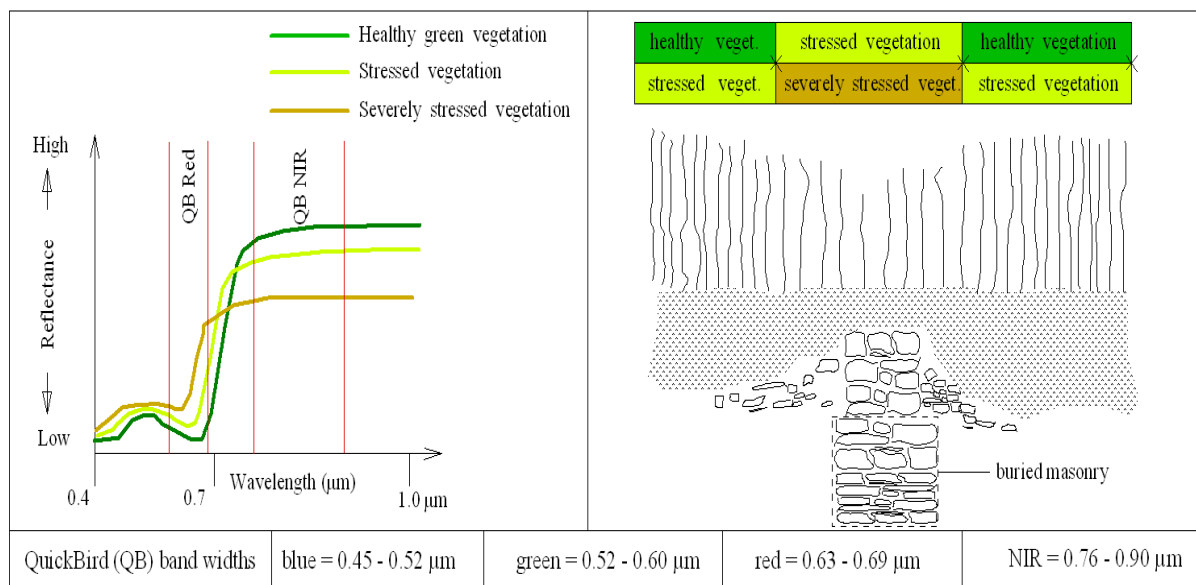 Healthy green vegetation
Stressed vegetation
Severely stressed vegetation
High
Reflectance
Low
QB Red
QB NIR
0.4
0.7
Wavelength (µm)
1.0 µm
healthy veget.
stressed vegetation
healthy vegetation
stressed veget.
severely stressed veget.
stressed vegetation
buried masonry
QuickBird (QB) band widths
blue = 0.45 - 0.52 µm
green = 0.52 - 0.60 µm
red = 0.63 - 0.69 µm
NIR = 0.76 - 0.90 µm